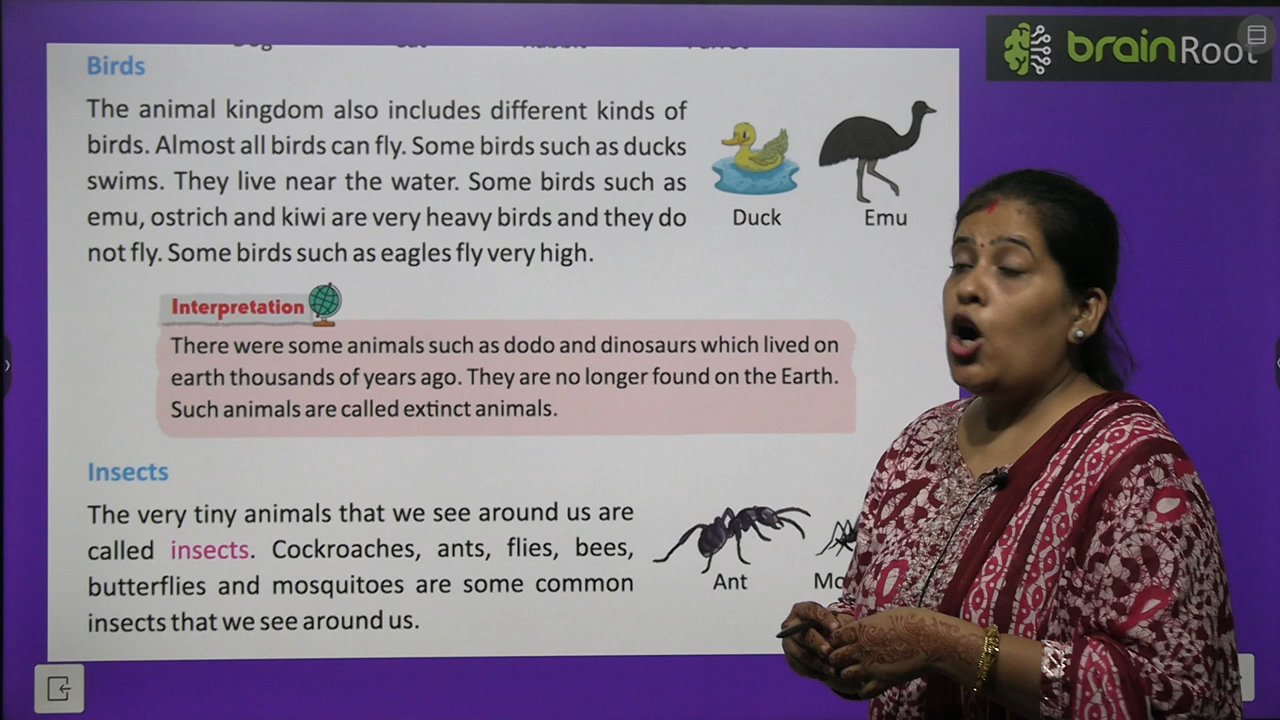 brainRoot
Birds
The animal kingdom also includes different kinds of
birds. Almost all birds can fly. Some birds such as ducks
swims. They live near the water. Some birds such as
emu, ostrich and kiwi are very heavy birds and they do
not fly. Some birds such as eagles fly very high.
Duck
Emu
Interpretation
There were some animals such as dodo and dinosaurs which lived on
earth thousands of years ago. They are no longer found on the Earth.
Such animals are called extinct animals.
Insects
The very tiny animals that we see around us are
called insects. Cockroaches, ants, flies, bees,
butterflies and mosquitoes are some common
insects that we see around us.
Ant